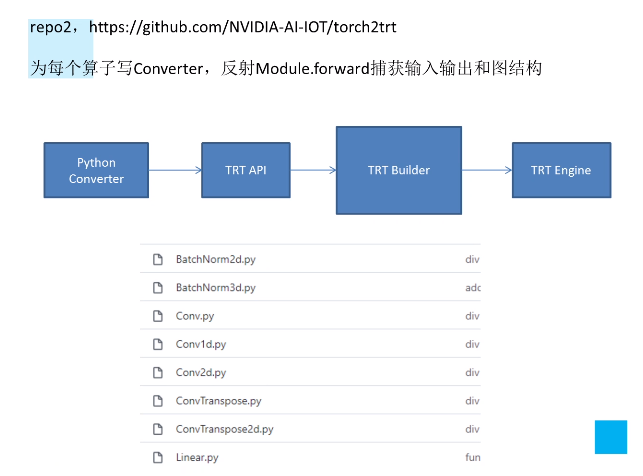 repo2，https://github.com/NVIDIA-AI-IOT/torch2trt
为每个算子写Converter，反射Module.forward捕获输入输出和图结构
Python
Converter
TRT API
TRT Builder
TRT Engine
BatchNorm2d.py div
BatchNorm3d.py add
Conv.py div
Conv1d.py div
Conv2d.py div
ConvTranspose.py div
ConvTranspose2d.py div
Linear.py fun